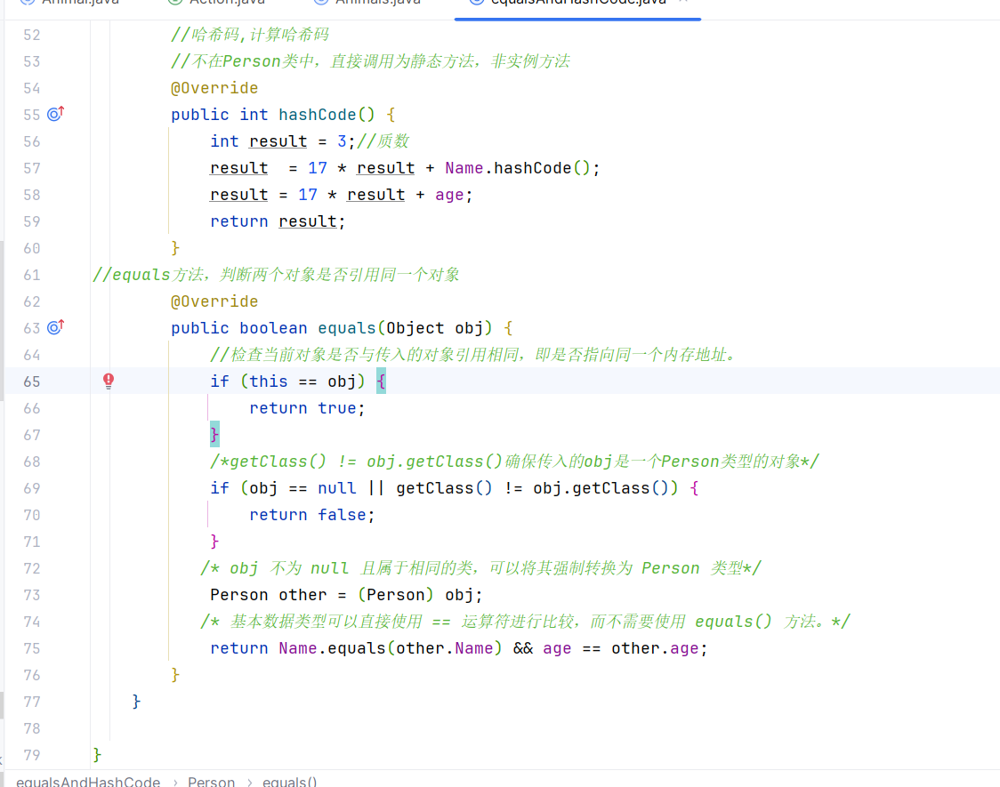 Animal.java Action.java Animals.java equalsAndHashCode.java
52 //哈希码,计算哈希码
53 //不在Person类中，直接调用为静态方法，非实例方法
54 @Override
55 public int hashCode() {
56 int result = 3;//质数
57 result  = 17 * result + Name.hashCode();
58 result = 17 * result + age;
59 return result;
60 }
61 //equals方法，判断两个对象是否引用同一个对象
62 @Override
63 public boolean equals(Object obj) {
64 //检查当前对象是否与传入的对象引用相同，即是否指向同一个内存地址。
65 if (this == obj) {
66 return true;
67 }
68 /*getClass() != obj.getClass()确保传入的obj是一个Person类型的对象*/
69 if (obj == null || getClass() != obj.getClass()) {
70 return false;
71 }
72 /* obj 不为 null 且属于相同的类，可以将其强制转换为 Person 类型*/
73 Person other = (Person) obj;
74 /* 基本数据类型可以直接使用 == 运算符进行比较，而不需要使用 equals() 方法。*/
75 return Name.equals(other.Name) && age == other.age;
76 }
77 }
78
79 }
equalsAndHashCode › Person › equals()